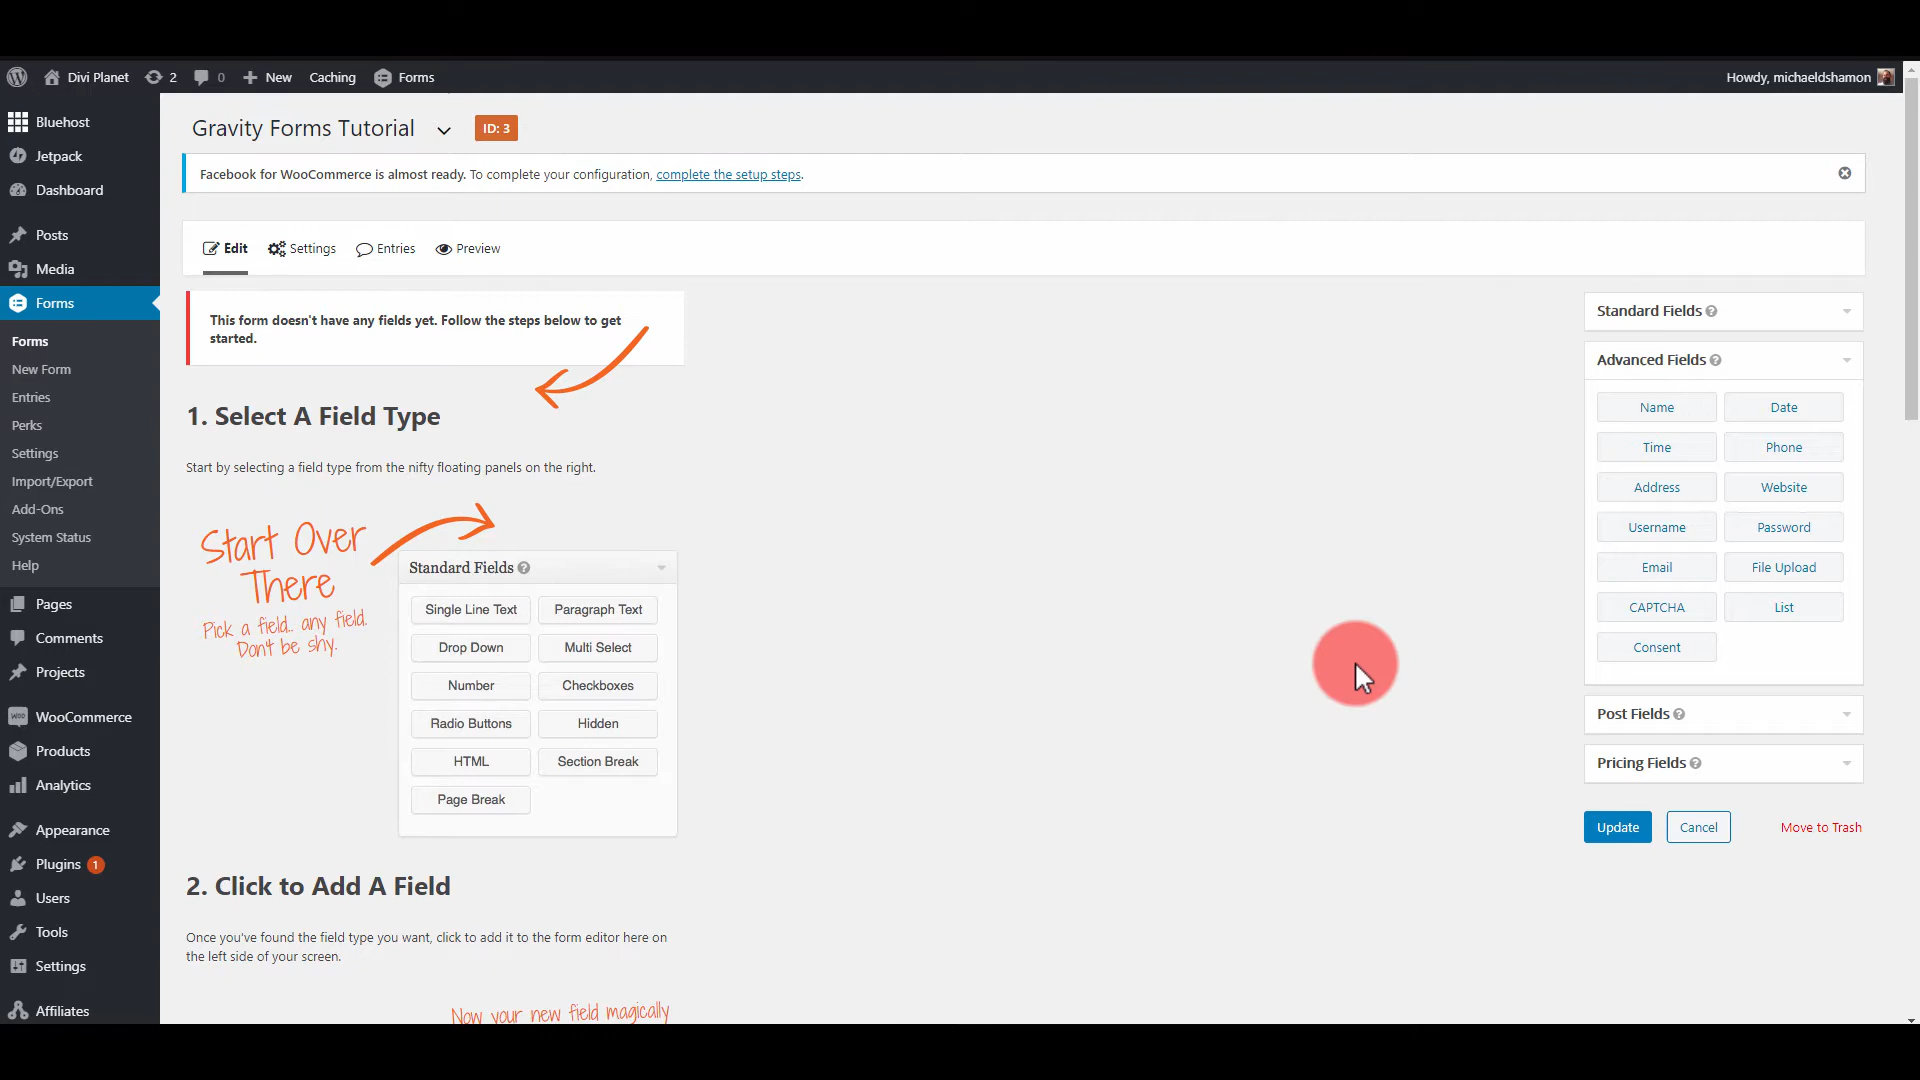 Divi Planet 2 0 New Caching Forms Howdy, michaeldshamon
Bluehost
Jetpack
Dashboard
Posts
Media
Forms
Forms
New Form
Entries
Perks
Settings
Import/Export
Add-Ons
System Status
Help
Pages
Comments
Projects
WooCommerce
Products
Analytics
Appearance
Plugins 1
Users
Tools
Settings
Affiliates
Gravity Forms Tutorial ID: 3
Facebook for WooCommerce is almost ready. To complete your configuration, complete the setup steps.
Edit Settings Entries Preview
This form doesn't have any fields yet. Follow the steps below to get
started.
1. Select A Field Type
Start by selecting a field type from the nifty floating panels on the right.
Start Over
There
Pick a field.. any field.
Don't be shy.
Standard Fields
Single Line Text Paragraph Text
Drop Down Multi Select
Number Checkboxes
Radio Buttons Hidden
HTML Section Break
Page Break
2. Click to Add A Field
Once you've found the field type you want, click to add it to the form editor here on
the left side of your screen.
Now your new field magically
Standard Fields
Advanced Fields
Name Date
Time Phone
Address Website
Username Password
Email File Upload
CAPTCHA List
Consent
Post Fields
Pricing Fields
Update Cancel Move to Trash